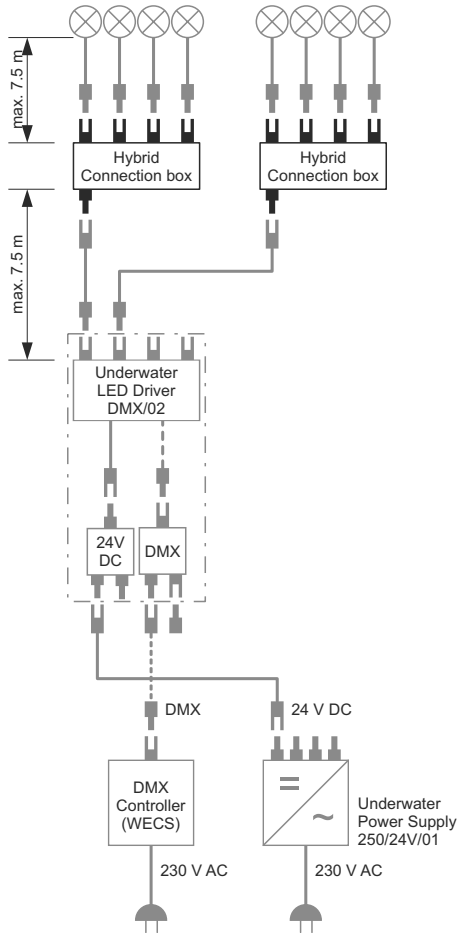 max. 7.5 m
Hybrid
Connection box
Hybrid
Connection box
max. 7.5 m
Underwater
LED Driver
DMX/02
24V
DC
DMX
DMX
24 V DC
DMX
Controller
(WECS)
=
~
Underwater
Power Supply
250/24V/01
230 V AC
230 V AC